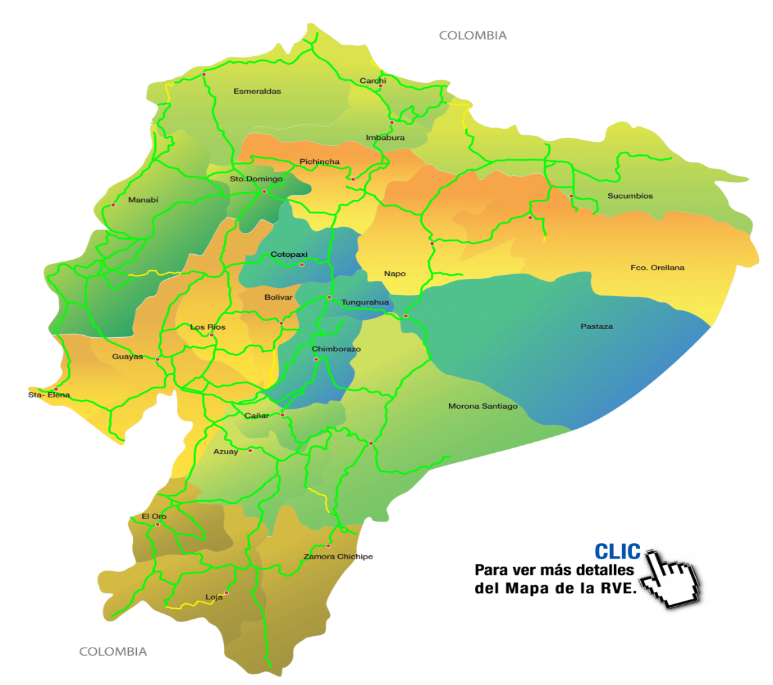 COLOMBIA
Carchi
Esmeraldas
Imbabura
Pichincha
Sto.Domingo
Sucumbios
Manabí
Cotopaxi
Fco. Orellana
Napo
Bolívar
Tungurahua
Los Ríos
Pastaza
Chimborazo
Guayas
Sta- Elena
Morona Santiago
Cañar
Azuay
El Oro
CLIC
Zamora Chichipe
Para ver más detalles
del Mapa de la RVE.
Loja
COLOMBIA